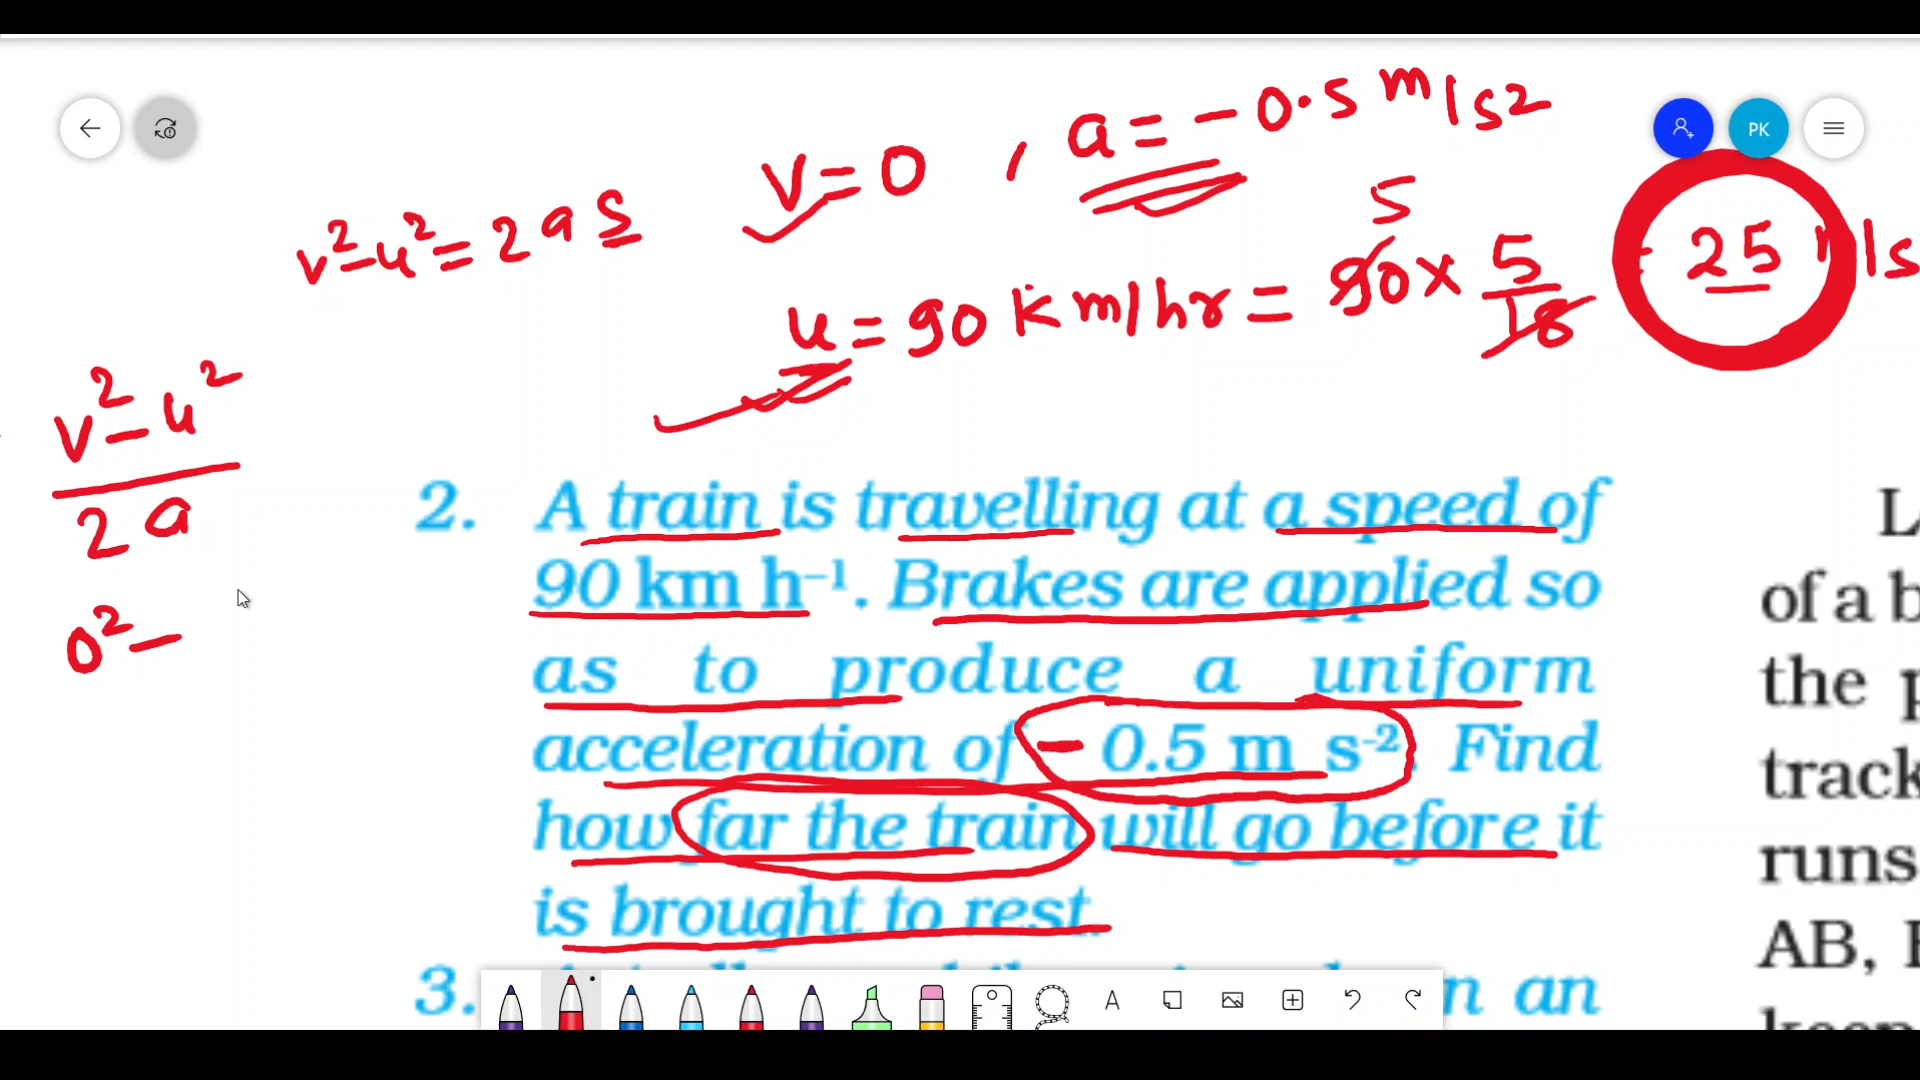 a = - 0.5 m/s2
v = 0 ,
PK
v²-u² = 2as
5
u = 90 km/hr = 90 x 5/18
= 25 m/s
v²-u²
2a
0² -
2. A train is travelling at a speed of
90 km h⁻¹. Brakes are applied so
as to produce a uniform
acceleration of - 0.5 m s⁻². Find
how far the train will go before it
is brought to rest.
3.
n an
A
of a b
the p
track
runs
AB,